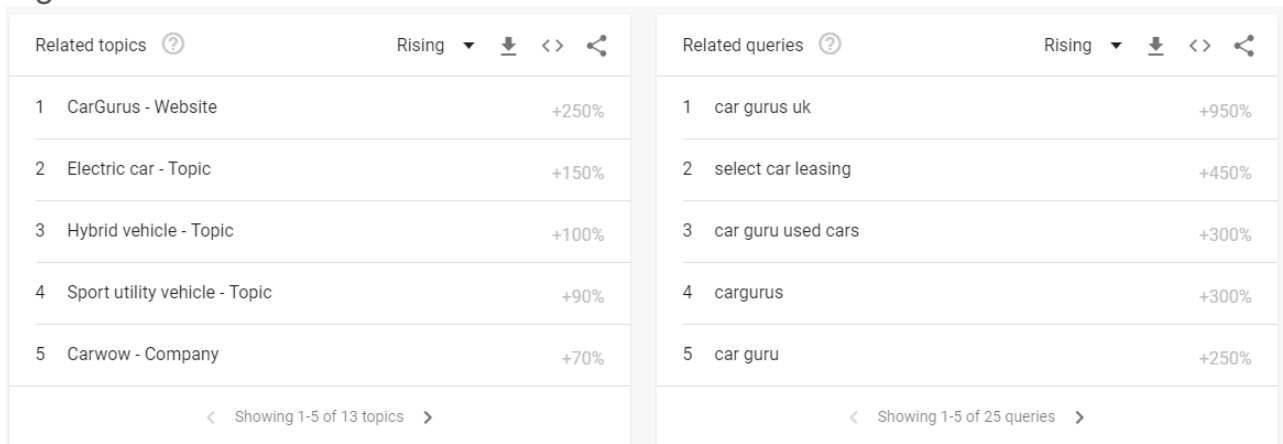 Related topics
Rising
1 CarGurus - Website +250%
2 Electric car - Topic +150%
3 Hybrid vehicle - Topic +100%
4 Sport utility vehicle - Topic +90%
5 Carwow - Company +70%
Showing 1-5 of 13 topics
Related queries
Rising
1 car gurus uk +950%
2 select car leasing +450%
3 car guru used cars +300%
4 cargurus +300%
5 car guru +250%
Showing 1-5 of 25 queries